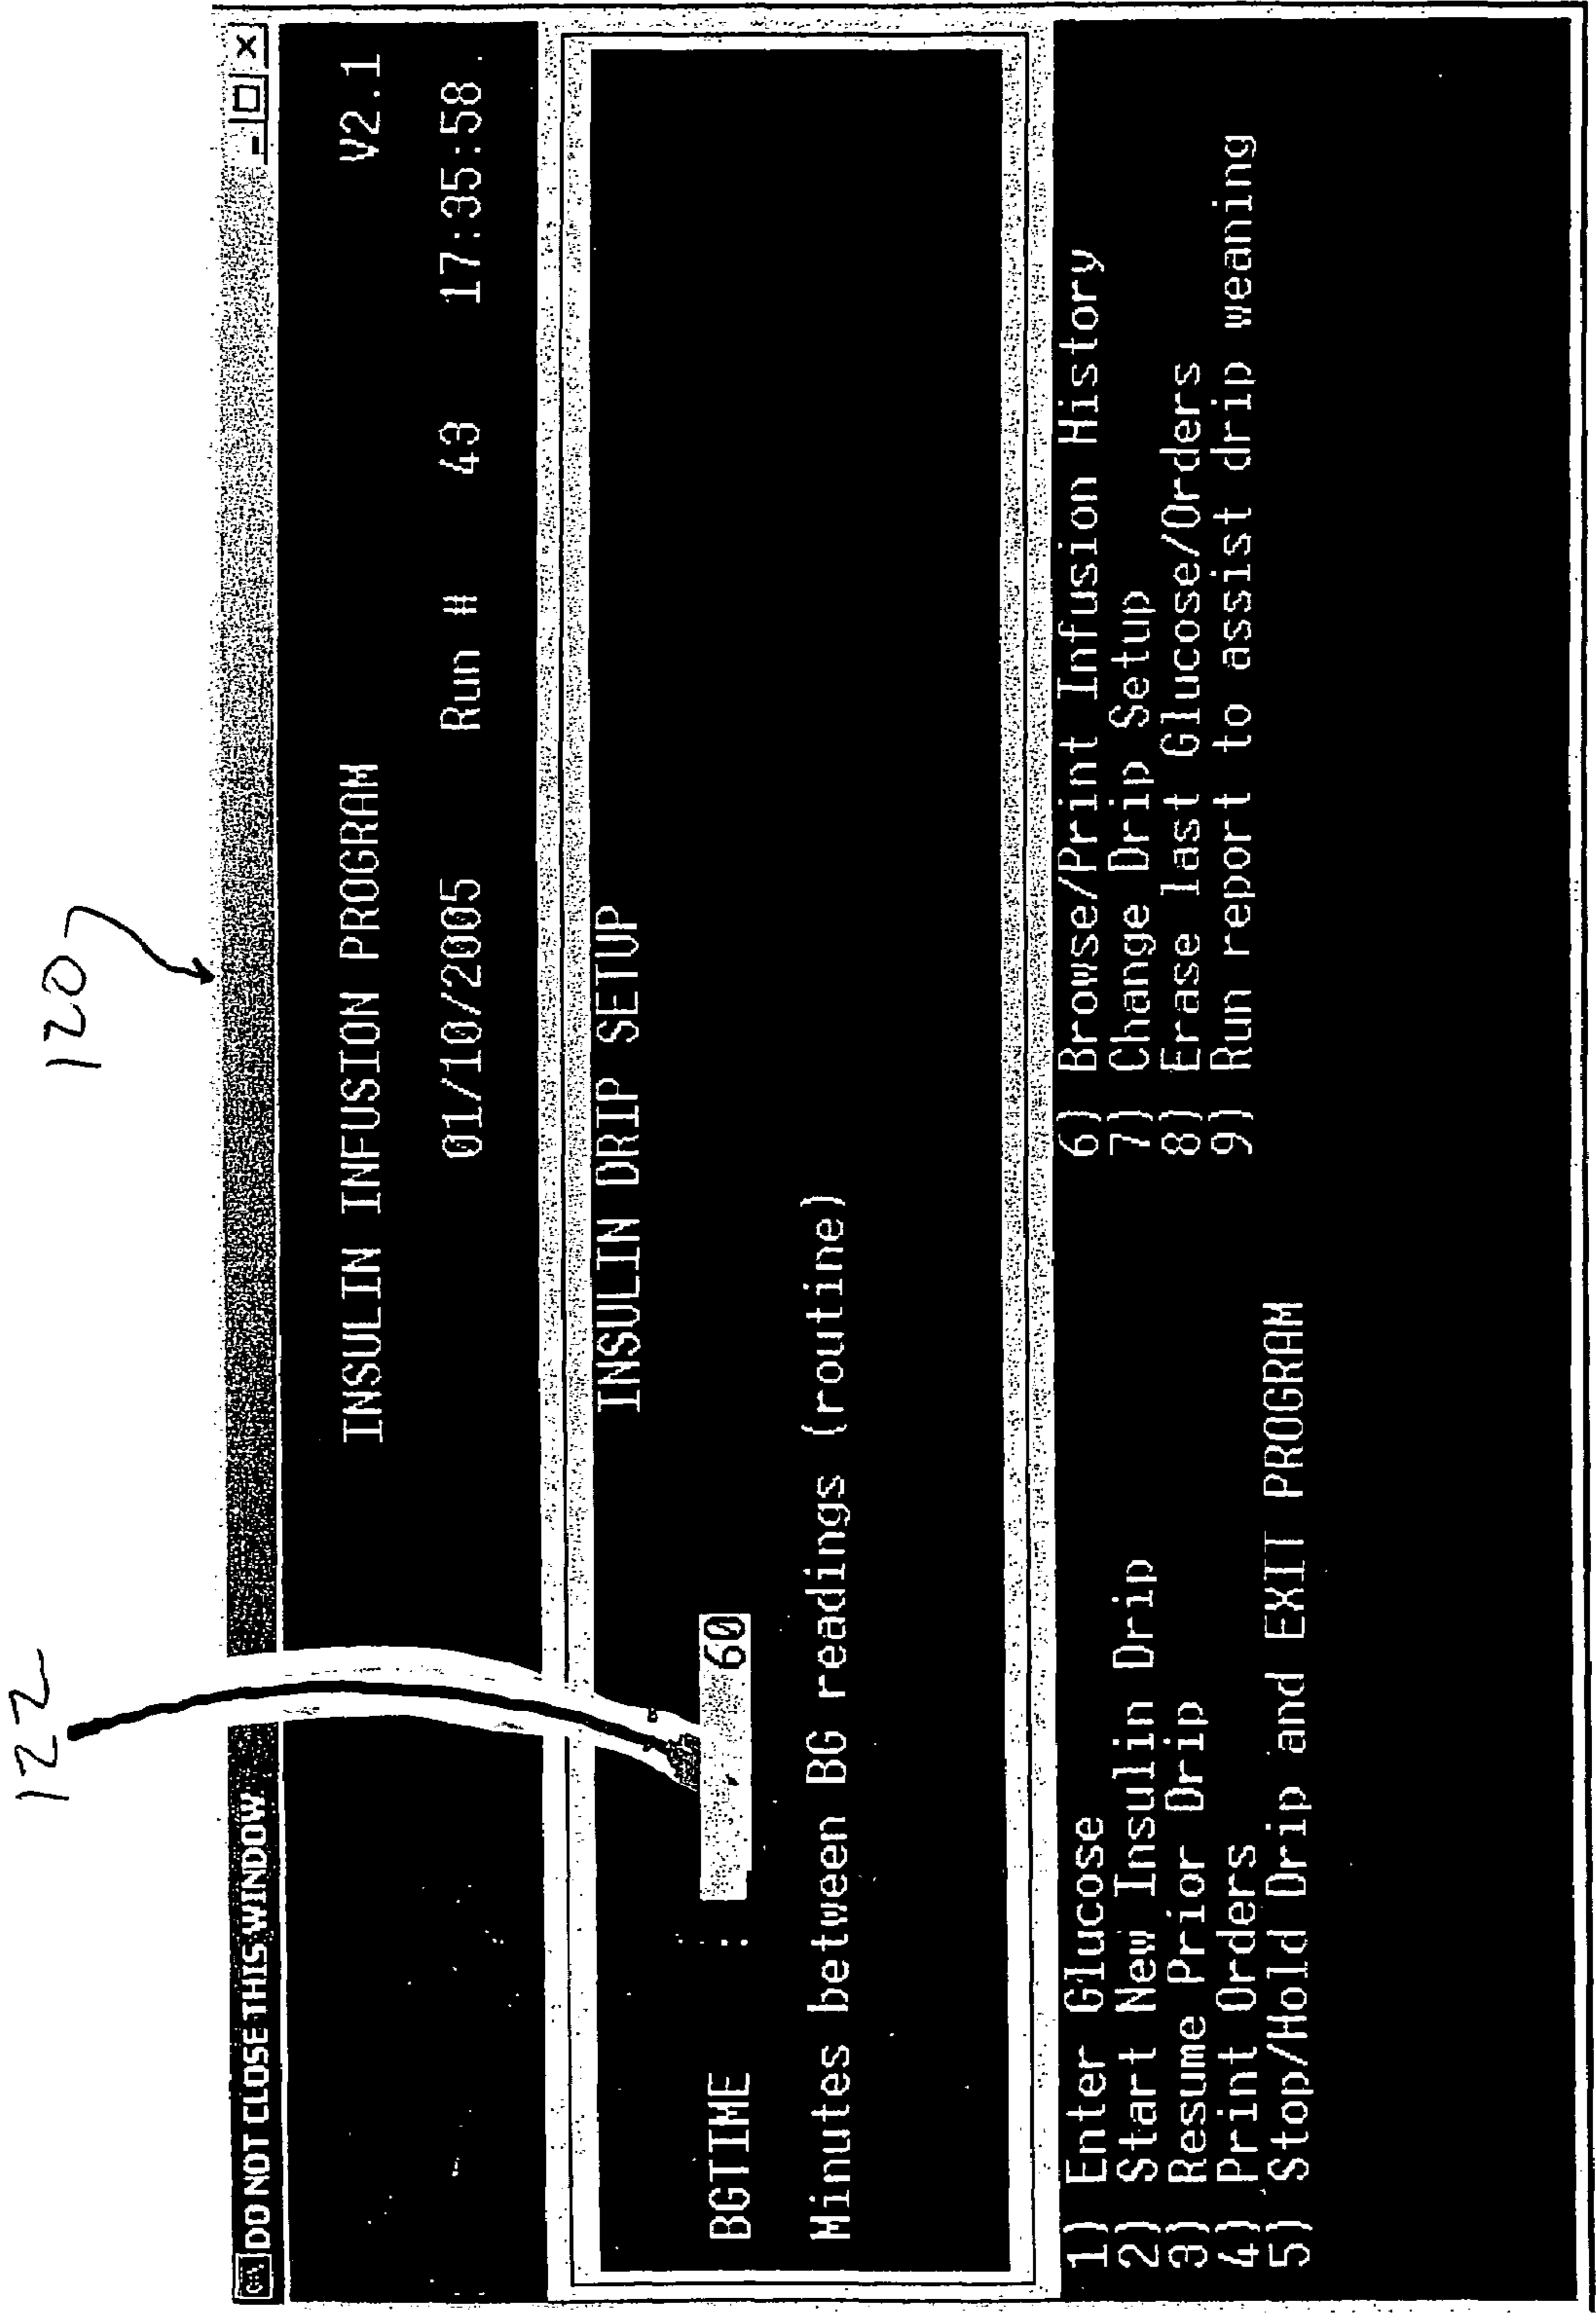 120
122
DO NOT CLOSE THIS WINDOW
INSULIN INFUSION PROGRAM V2.1
01/10/2005 Run # 43 17:35:58
INSULIN DRIP SETUP
BGTIME : 60
Minutes between BG readings (routine)
1) Enter Glucose
2) Start New Insulin Drip
3) Resume Prior Drip
4) Print Orders
5) Stop/Hold Drip and EXIT PROGRAM
6) Browse/Print Infusion History
7) Change Drip Setup
8) Erase last Glucose/Orders
9) Run report to assist drip weaning